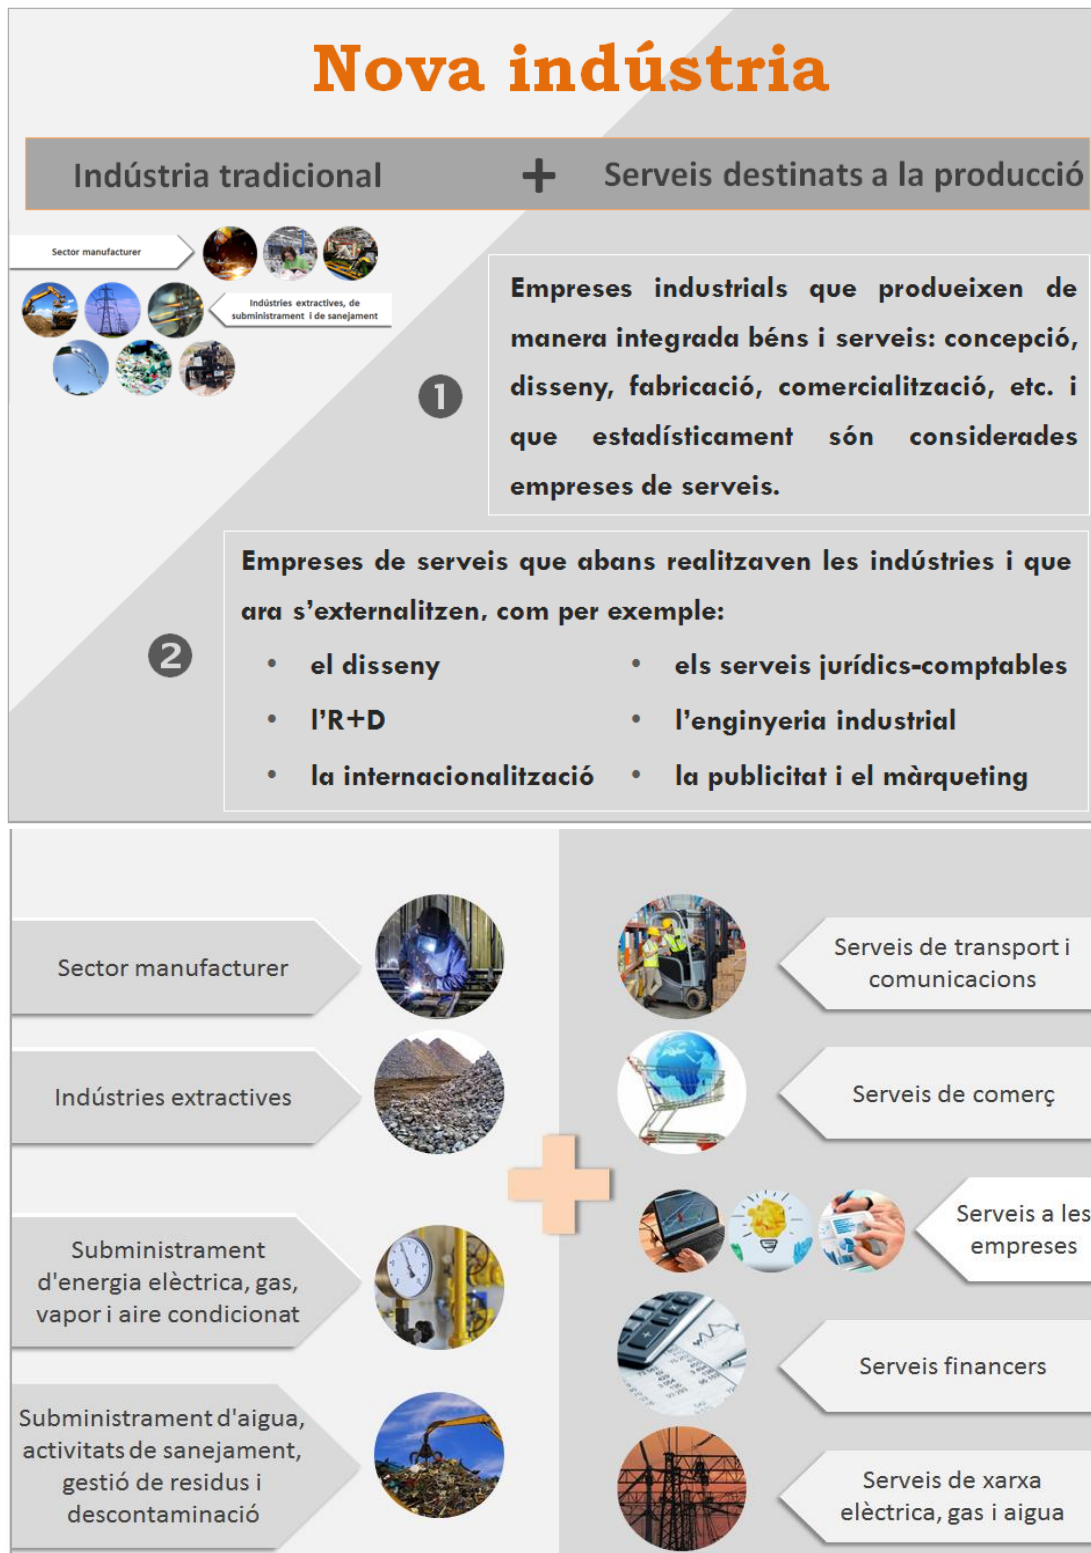 Nova indústria
Indústria tradicional + Serveis destinats a la producció
Sector manufacturer
Indústries extractives, de
subministrament i de sanejament
1
Empreses industrials que produeixen de
manera integrada béns i serveis: concepció,
disseny, fabricació, comercialització, etc. i
que estadísticament són considerades
empreses de serveis.
2
Empreses de serveis que abans realitzaven les indústries i que
ara s'externalitzen, com per exemple:
• el disseny
• l'R+D
• la internacionalització
• els serveis jurídics-comptables
• l'enginyeria industrial
• la publicitat i el màrqueting
Sector manufacturer
Indústries extractives
Subministrament
d'energia elèctrica, gas,
vapor i aire condicionat
Subministrament d'aigua,
activitats de sanejament,
gestió de residus i
descontaminació
Serveis de transport i
comunicacions
Serveis de comerç
Serveis a les
empreses
Serveis financers
Serveis de xarxa
elèctrica, gas i aigua